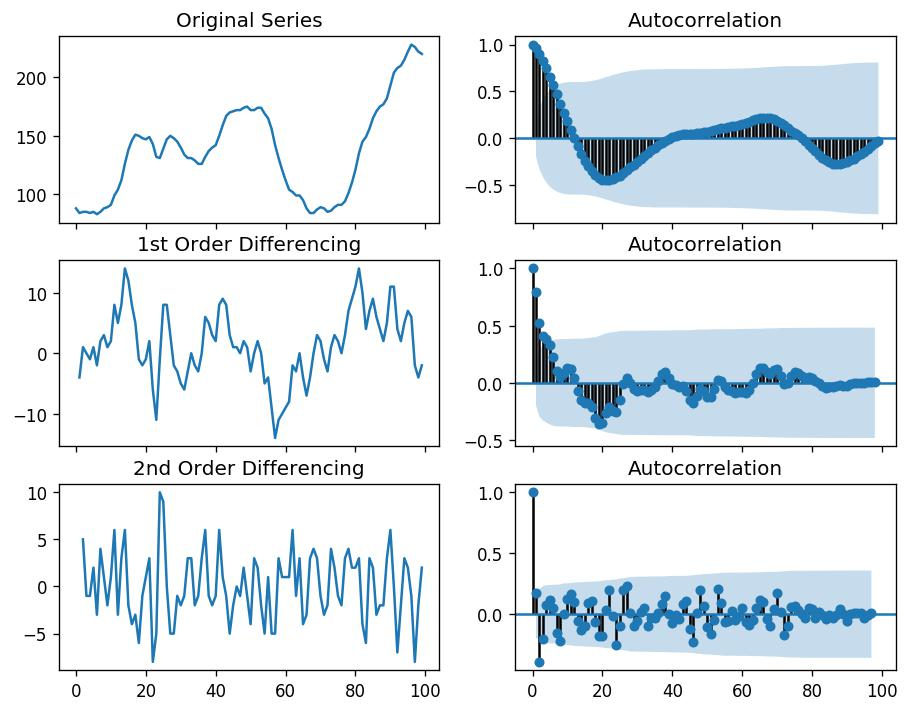 Original Series
200
150
100
Autocorrelation
1.0
0.5
0.0
−0.5
1st Order Differencing
10
0
−10
Autocorrelation
1.0
0.5
0.0
−0.5
2nd Order Differencing
10
5
0
−5
0 20 40 60 80 100
Autocorrelation
1.0
0.5
0.0
0 20 40 60 80 100